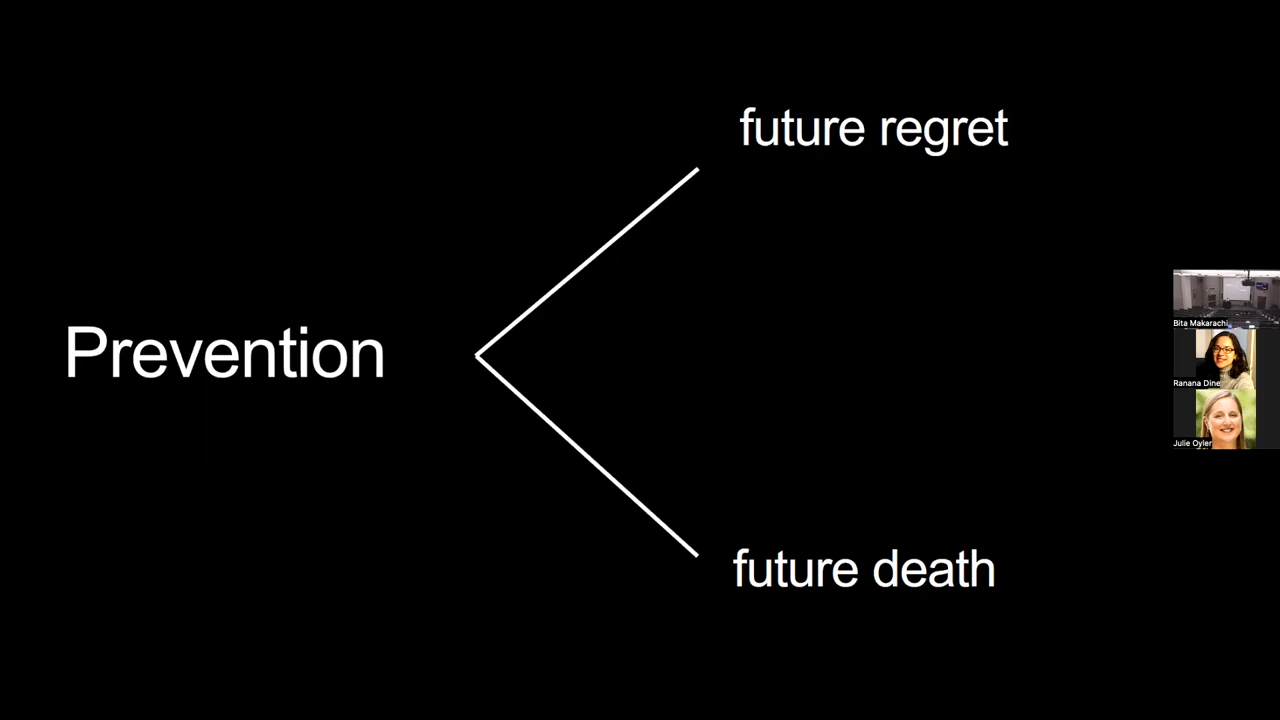 future regret
Prevention
future death
Bita Makarachi
Ranana Dine
Julie Oyler